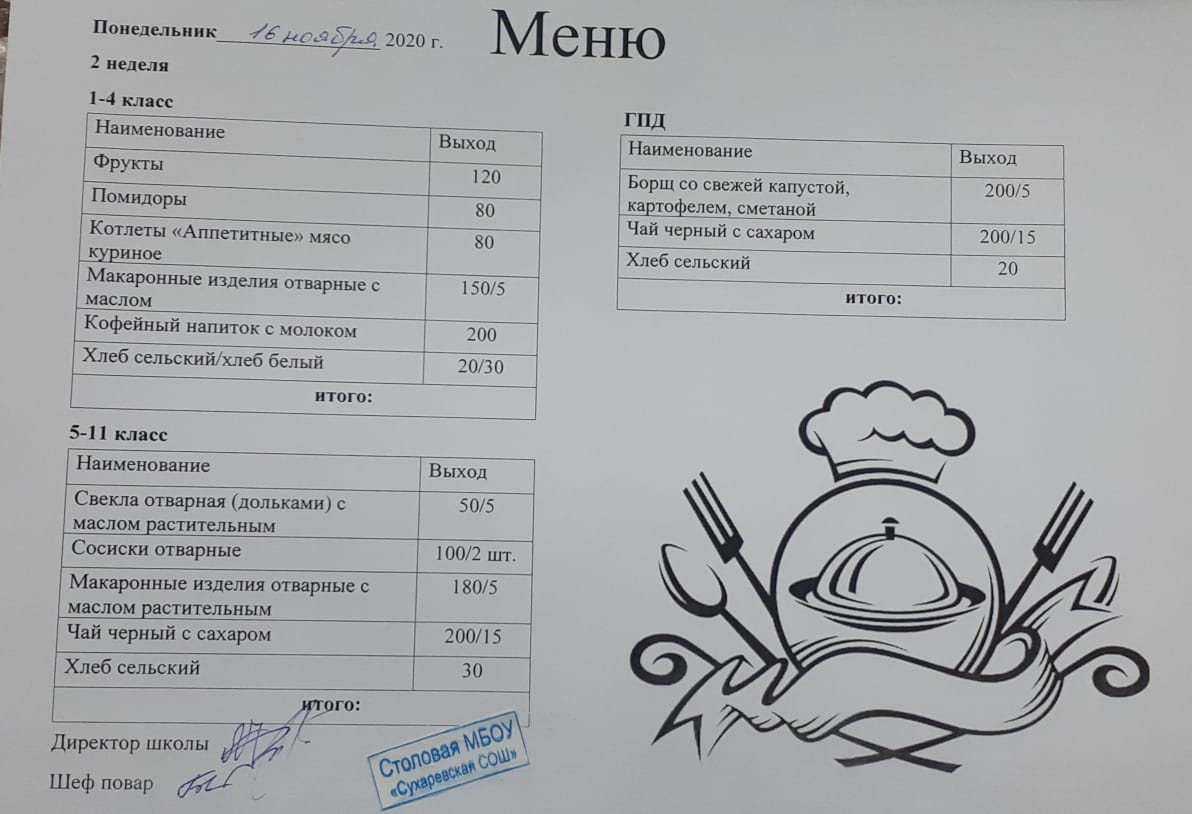 Понедельник 16 ноября 2020 г.
Меню
2 неделя
1-4 класс
Наименование Выход
Фрукты 120
Помидоры 80
Котлеты «Аппетитные» мясо
куриное 80
Макаронные изделия отварные с
маслом 150/5
Кофейный напиток с молоком 200
Хлеб сельский/хлеб белый 20/30
итого:
5-11 класс
Наименование Выход
Свекла отварная (дольками) с
маслом растительным 50/5
Сосиски отварные 100/2 шт.
Макаронные изделия отварные с
маслом растительным 180/5
Чай черный с сахаром 200/15
Хлеб сельский 30
итого:
Директор школы
Шеф повар
Столовая МБОУ
«Сухаревская СОШ»
ГПД
Наименование Выход
Борщ со свежей капустой,
картофелем, сметаной 200/5
Чай черный с сахаром 200/15
Хлеб сельский 20
итого: